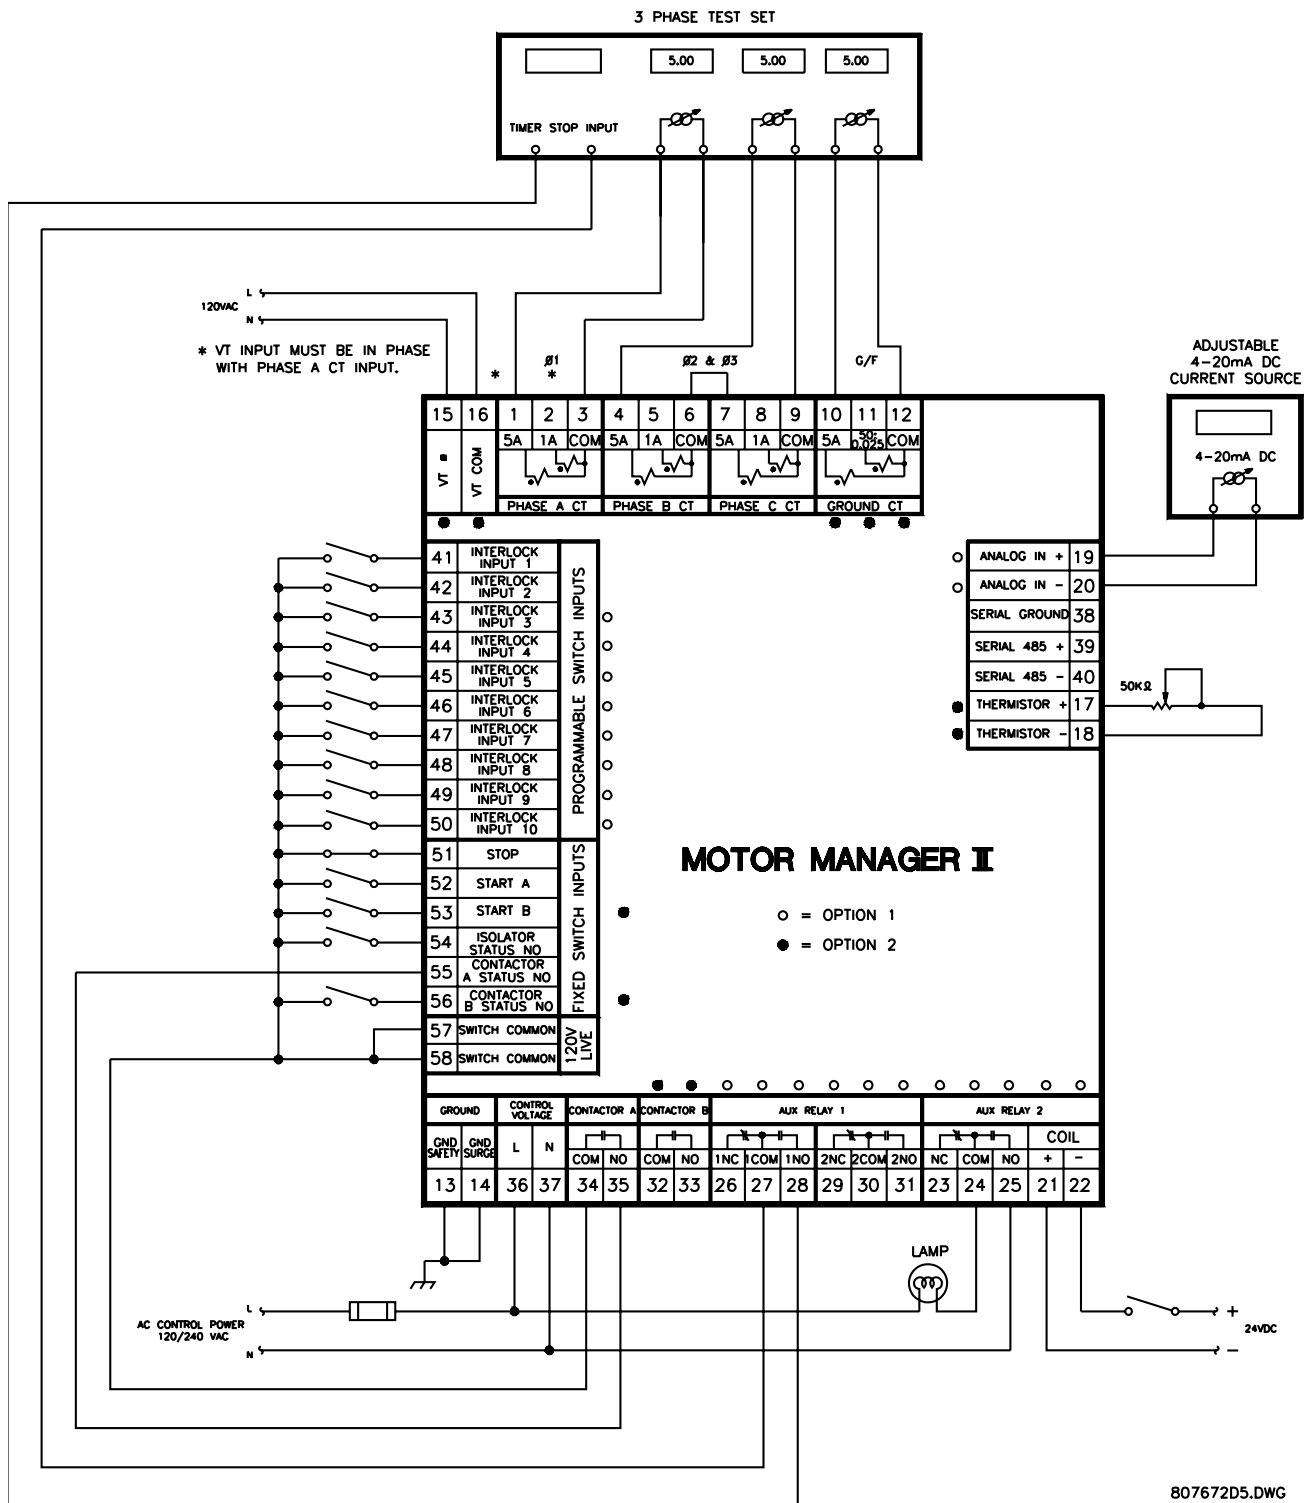 3 PHASE TEST SET
5.00 5.00 5.00
TIMER STOP INPUT
L
120VAC
N
* VT INPUT MUST BE IN PHASE
WITH PHASE A CT INPUT.
Ø1
* *
Ø2 & Ø3
G/F
ADJUSTABLE
4-20mA DC
CURRENT SOURCE
4-20mA DC
15 16 1 2 3 4 5 6 7 8 9 10 11 12
5A 1A COM 5A 1A COM 5A 1A COM 5A 50: 0.025 COM
VT
VT COM
PHASE A CT PHASE B CT PHASE C CT GROUND CT
41 INTERLOCK INPUT 1
42 INTERLOCK INPUT 2
43 INTERLOCK INPUT 3
44 INTERLOCK INPUT 4
45 INTERLOCK INPUT 5
46 INTERLOCK INPUT 6
47 INTERLOCK INPUT 7
48 INTERLOCK INPUT 8
49 INTERLOCK INPUT 9
50 INTERLOCK INPUT 10
PROGRAMMABLE SWITCH INPUTS
51 STOP
52 START A
53 START B
54 ISOLATOR STATUS NO
55 CONTACTOR A STATUS NO
56 CONTACTOR B STATUS NO
FIXED SWITCH INPUTS
57 SWITCH COMMON
58 SWITCH COMMON
120V LIVE
ANALOG IN + 19
ANALOG IN - 20
SERIAL GROUND 38
SERIAL 485 + 39
SERIAL 485 - 40
THERMISTOR + 17
THERMISTOR - 18
50KΩ
MOTOR MANAGER II
= OPTION 1
= OPTION 2
GROUND CONTROL VOLTAGE CONTACTOR A CONTACTOR B AUX RELAY 1 AUX RELAY 2
GND SAFETY GND SURGE L N COIL
COM NO COM NO 1NC 1COM 1NO 2NC 2COM 2NO NC COM NO + -
13 14 36 37 34 35 32 33 26 27 28 29 30 31 23 24 25 21 22
LAMP
L
AC CONTROL POWER
120/240 VAC
N
+
24VDC
-
807672D5.DWG